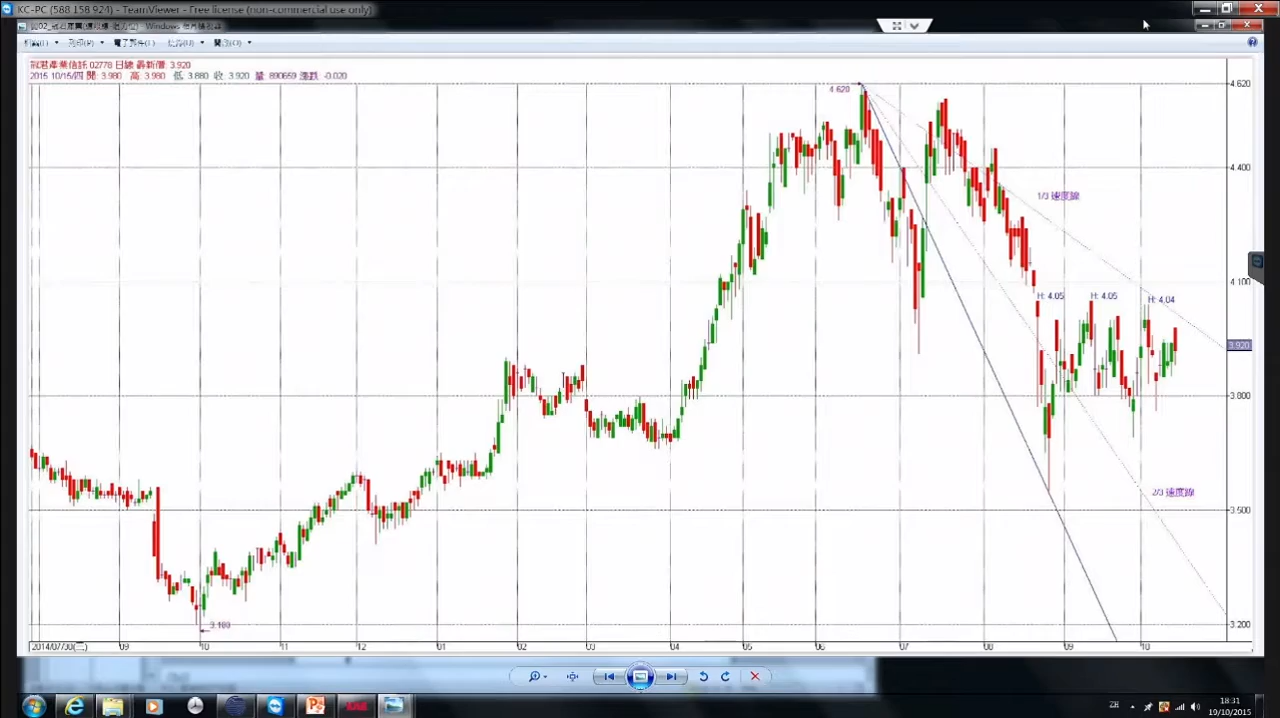 KC-PC (588 158 924) - TeamViewer - Free license (non-commercial use only)
冠君產業信託 02778 日線 最新價: 3.920
2015 10/15/四 開: 3.980 高: 3.980 低: 3.880 收: 3.920 量: 890659 漲跌: -0.020
4.620
4.620
4.400
1/3 速度線
4.100
H: 4.05
H: 4.05
H: 4.04
3.920
3.800
2/3 速度線
3.500
3.180
3.200
2014/07/30(三)
09
10
11
12
01
02
03
04
05
06
07
08
09
10
ZH
18:31
19/10/2015